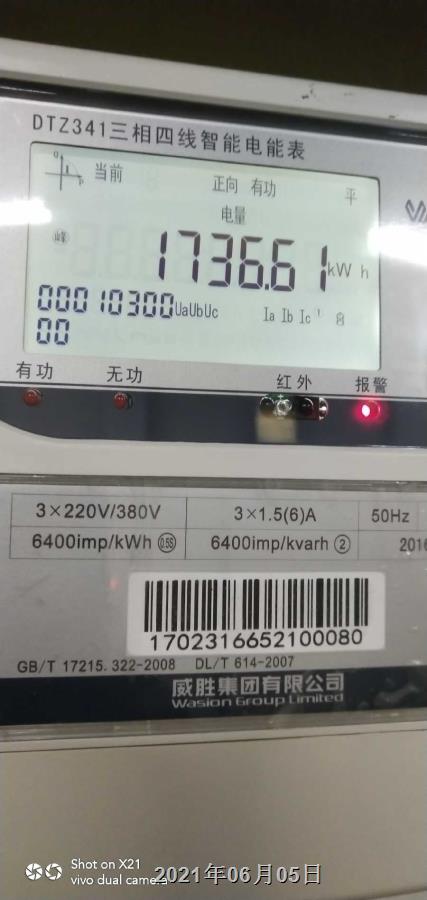 DTZ341三相四线智能电能表
当前 正向 有功 平
电量
峰 1736.61 kWh
00010300 UaUbUc Ia Ib Ic
00
有功 无功 红外 报警
3×220V/380V 3×1.5(6)A 50Hz
6400imp/kWh 0.5S 6400imp/kvarh ② 2016
1702316652100080
GB/T 17215.322-2008 DL/T 614-2007
威胜集团有限公司
Wasion Group Limited
Shot on X21
vivo dual camera
2021年06月05日